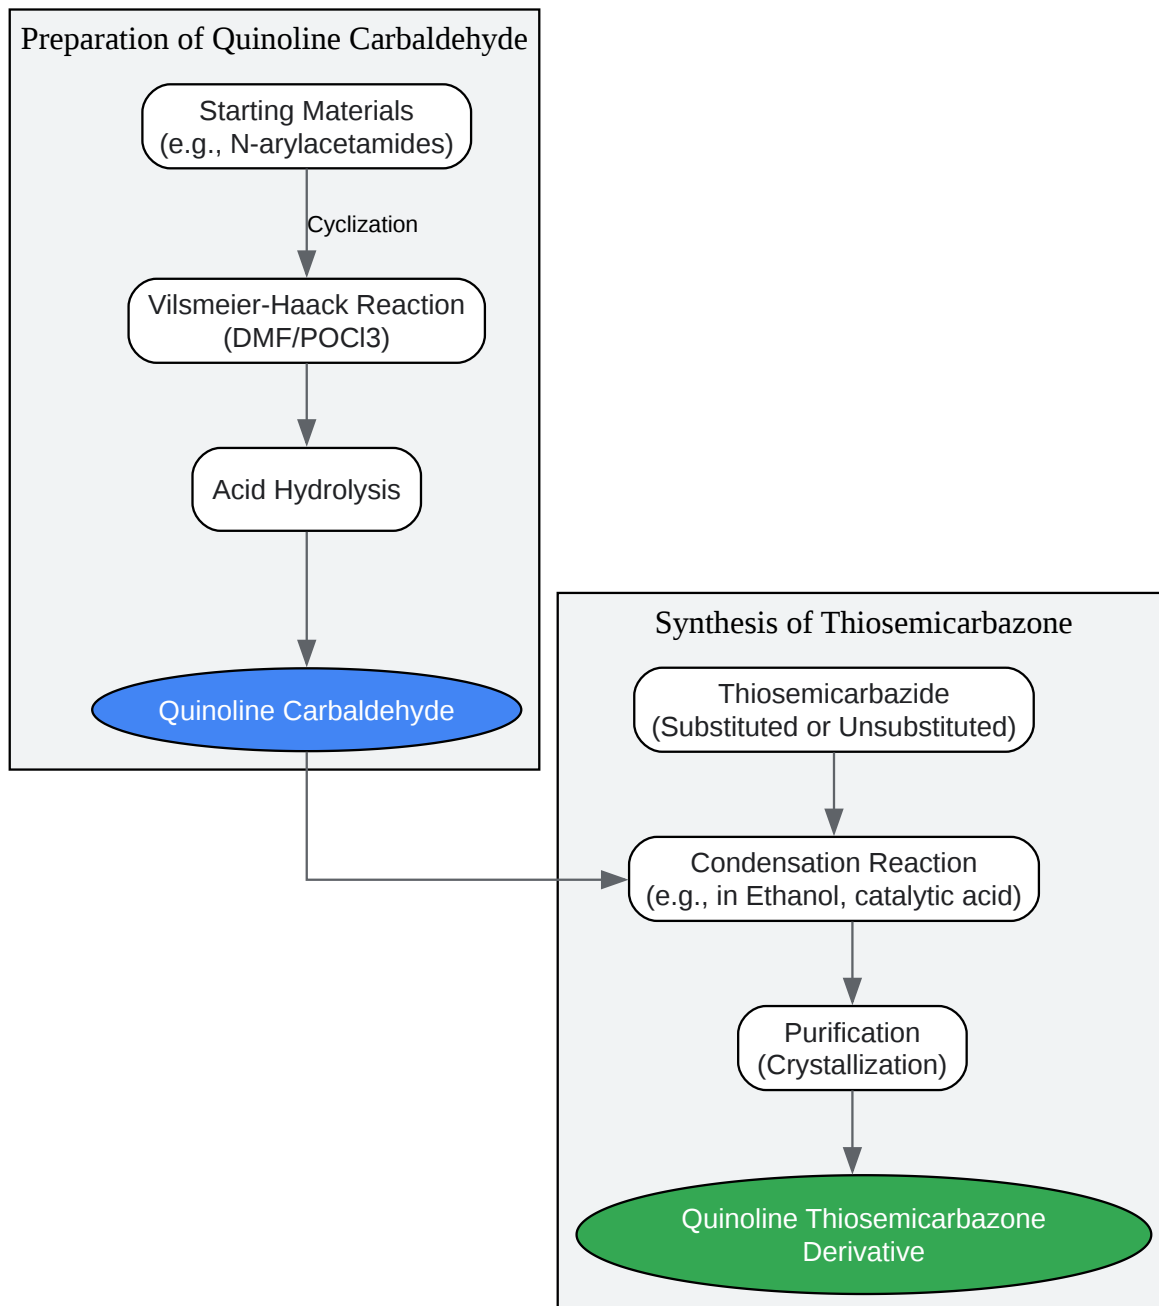 Preparation of Quinoline Carbaldehyde
Starting Materials
(e.g., N-arylacetamides)
Cyclization
Vilsmeier-Haack Reaction
(DMF/POCl3)
Acid Hydrolysis
Quinoline Carbaldehyde
Synthesis of Thiosemicarbazone
Thiosemicarbazide
(Substituted or Unsubstituted)
Condensation Reaction
(e.g., in Ethanol, catalytic acid)
Purification
(Crystallization)
Quinoline Thiosemicarbazone
Derivative